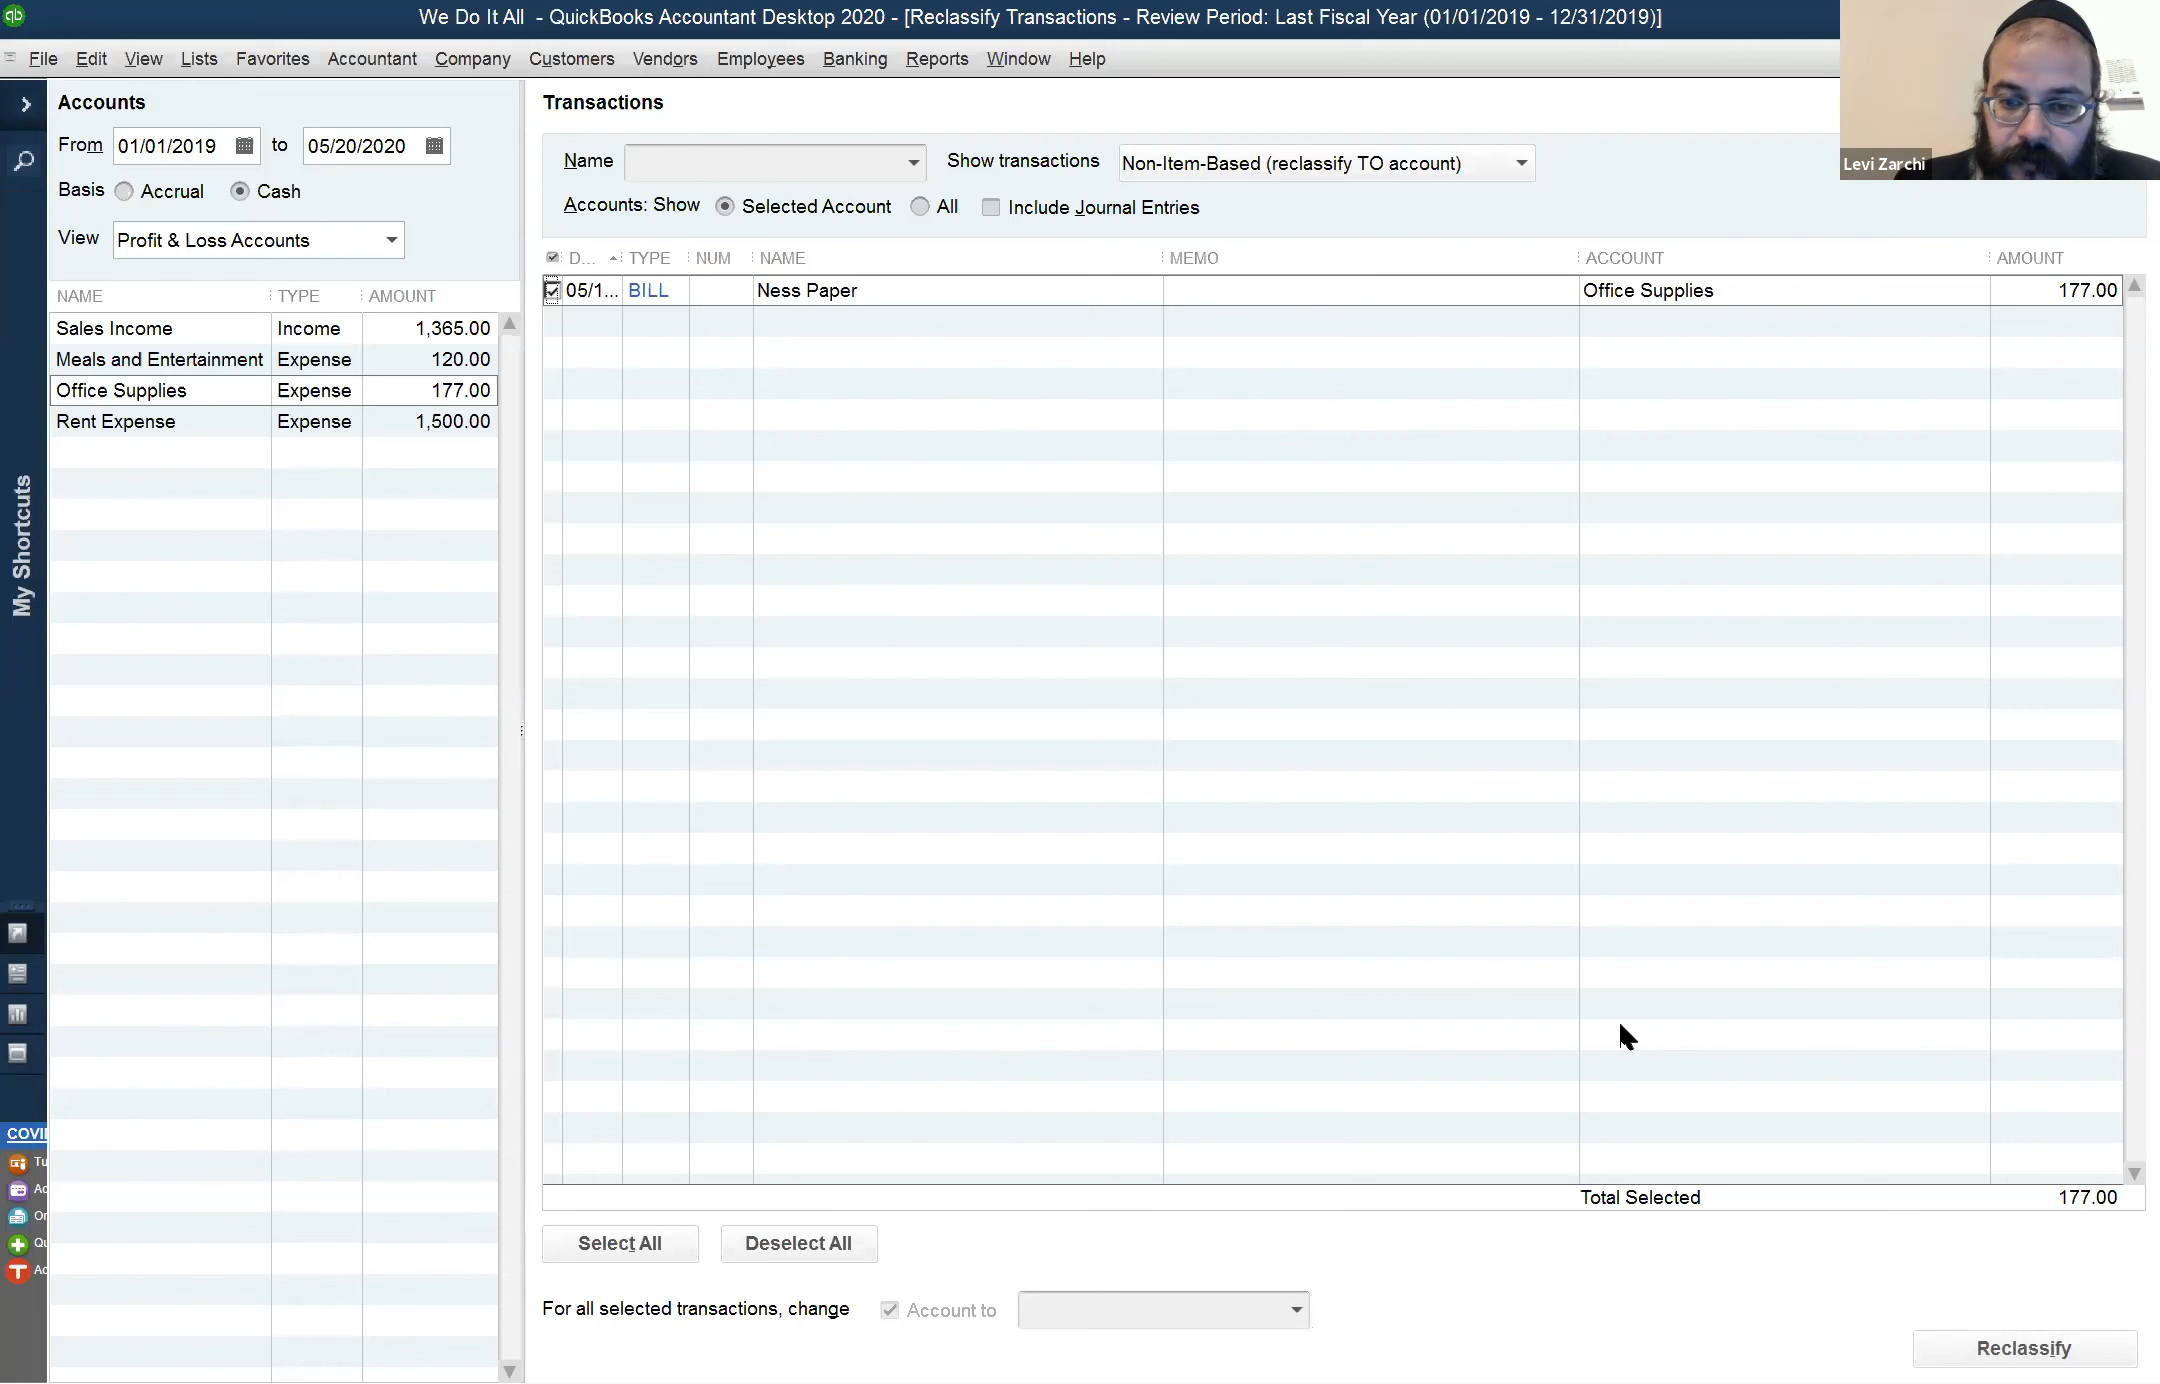 We Do It All - QuickBooks Accountant Desktop 2020 - [Reclassify Transactions - Review Period: Last Fiscal Year (01/01/2019 - 12/31/2019)]
File Edit View Lists Favorites Accountant Company Customers Vendors Employees Banking Reports Window Help
Levi Zarchi
Accounts
From 01/01/2019 to 05/20/2020
Basis Accrual Cash
View Profit & Loss Accounts
NAME TYPE AMOUNT
Sales Income Income 1,365.00
Meals and Entertainment Expense 120.00
Office Supplies Expense 177.00
Rent Expense Expense 1,500.00
Transactions
Name Show transactions Non-Item-Based (reclassify TO account)
Accounts: Show Selected Account All Include Journal Entries
D... TYPE NUM NAME MEMO ACCOUNT AMOUNT
05/1... BILL Ness Paper Office Supplies 177.00
Total Selected 177.00
Select All Deselect All
For all selected transactions, change Account to
Reclassify
My Shortcuts
COVI
Tu
Ac
Or
Qu
Ac
qb